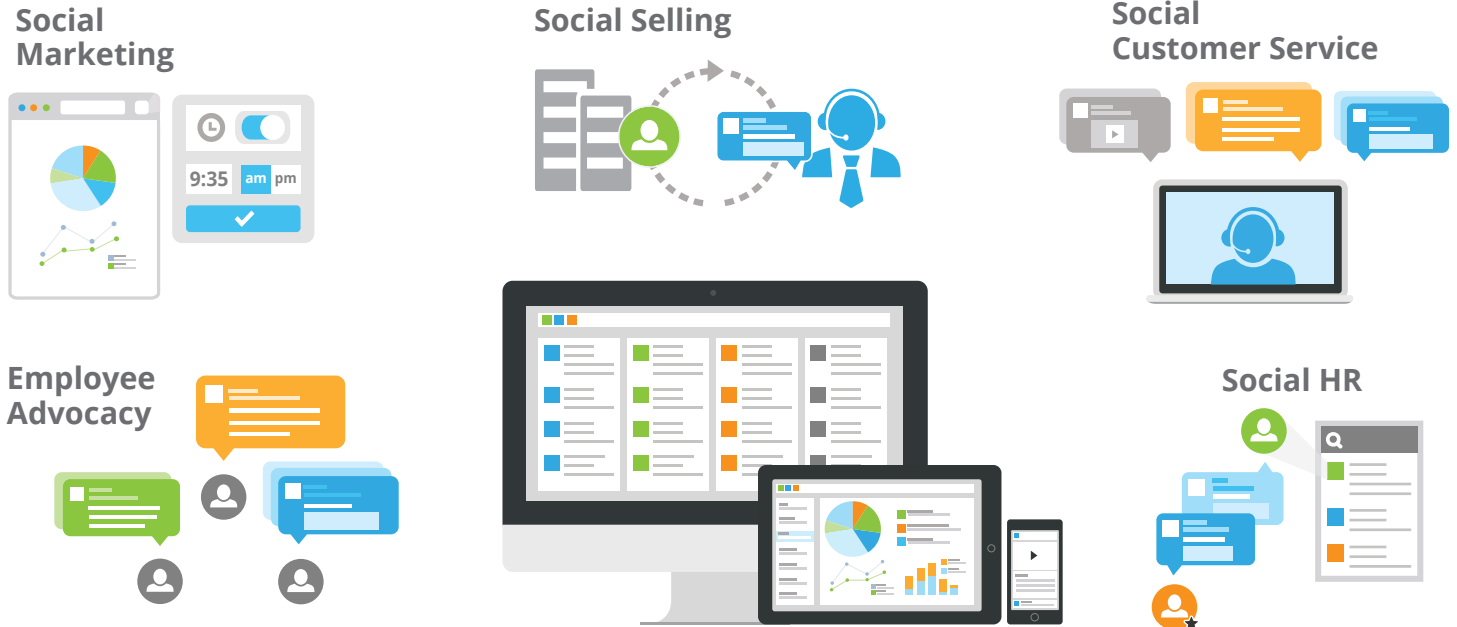 Social
Marketing
9:35 am pm
Social Selling
Social
Customer Service
Employee
Advocacy
Social HR